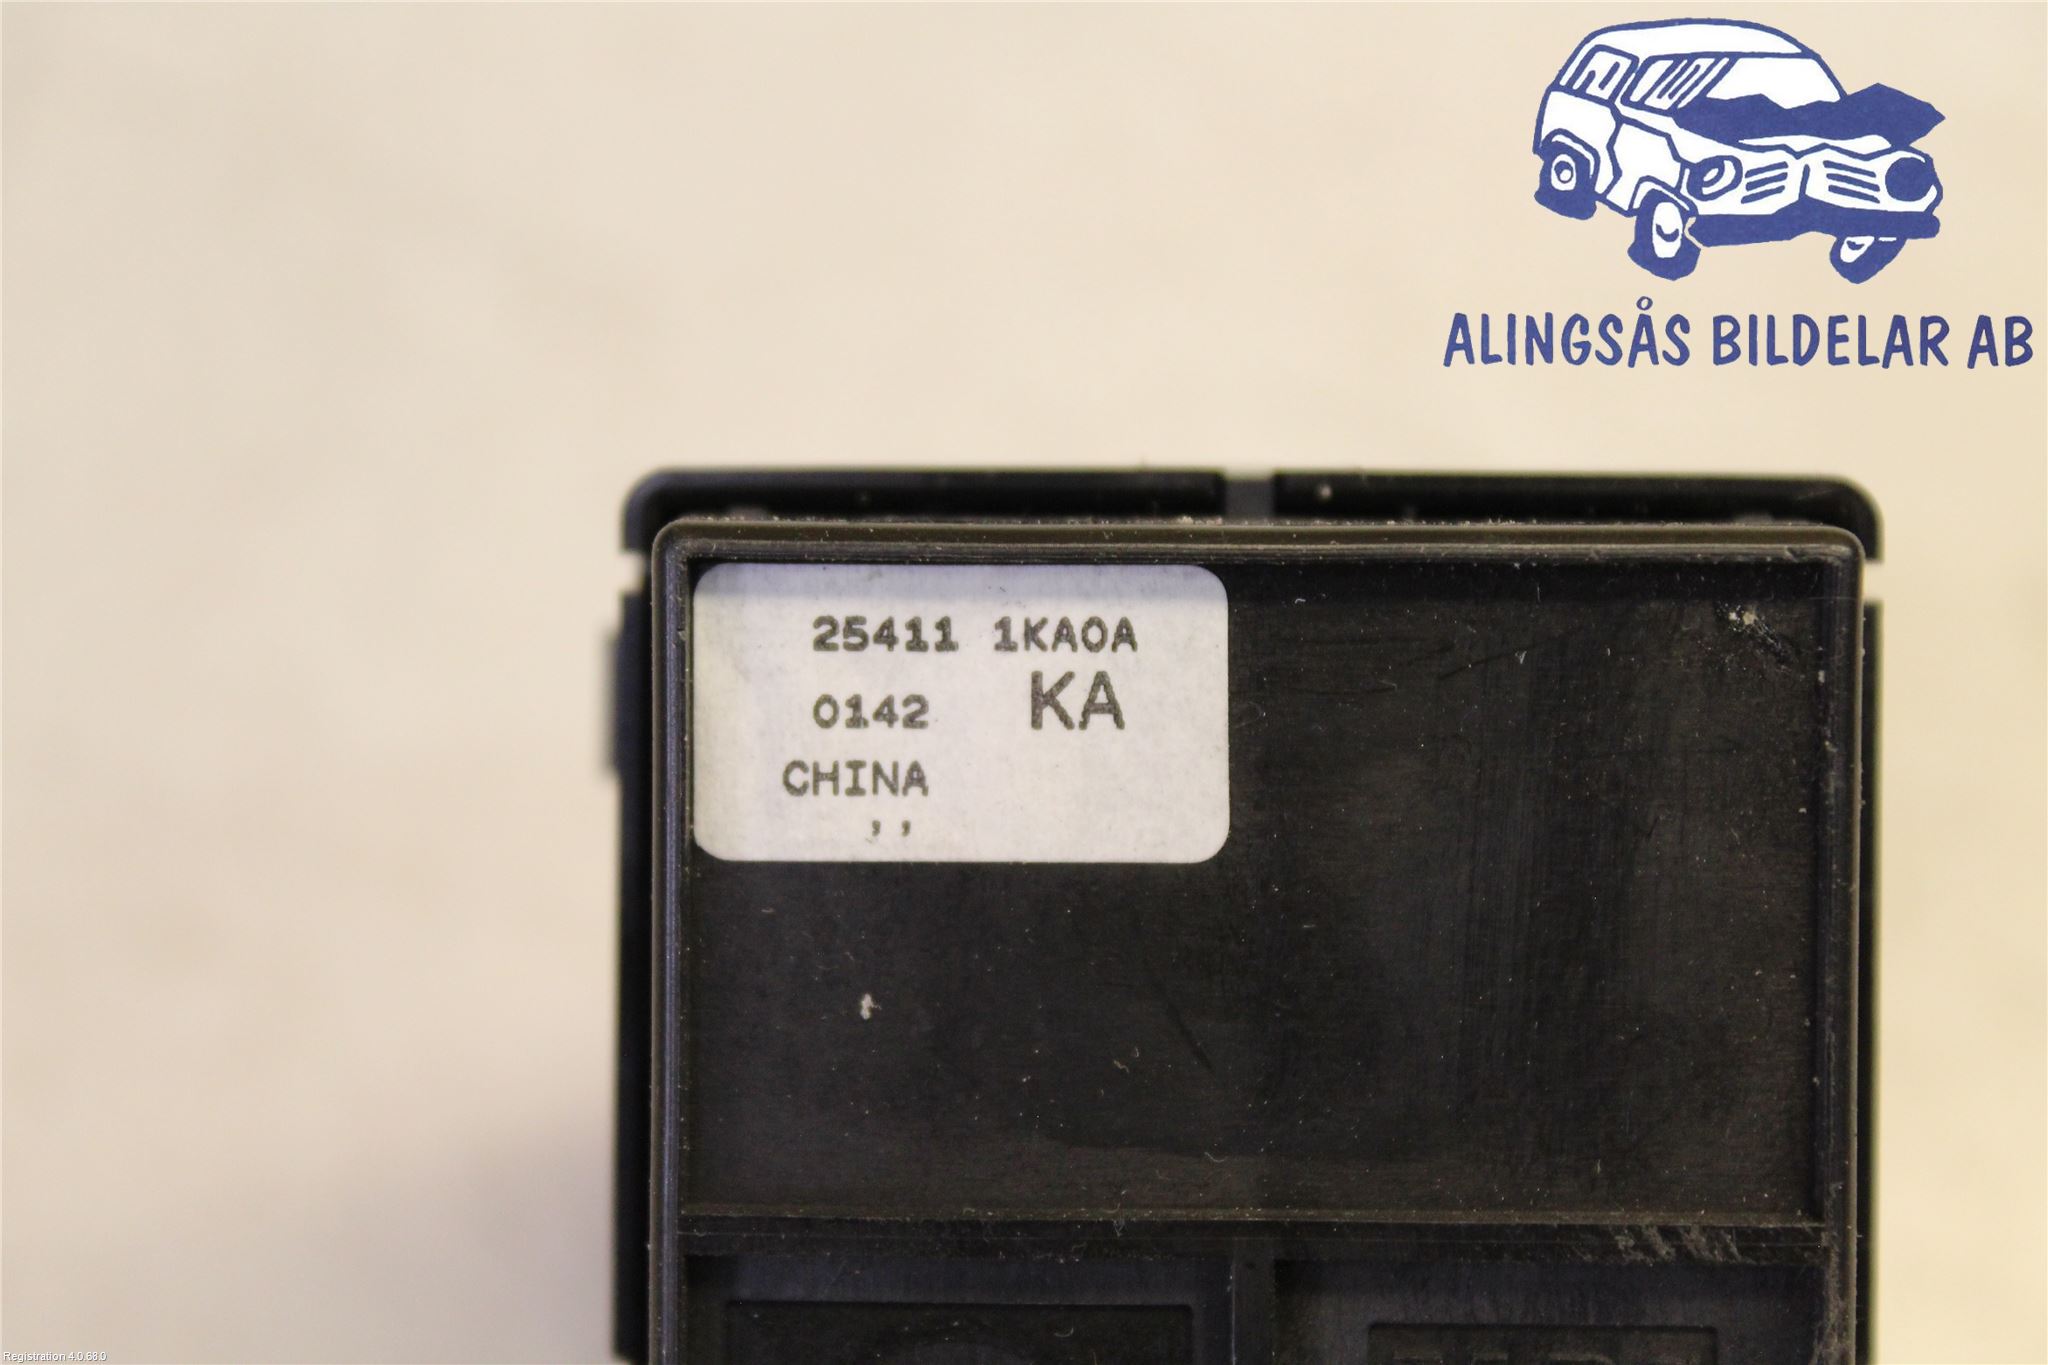 ALINGSÅS BILDELAR AB
25411 1KA0A
0142 KA
CHINA
,,
Registration 4.0.68.0